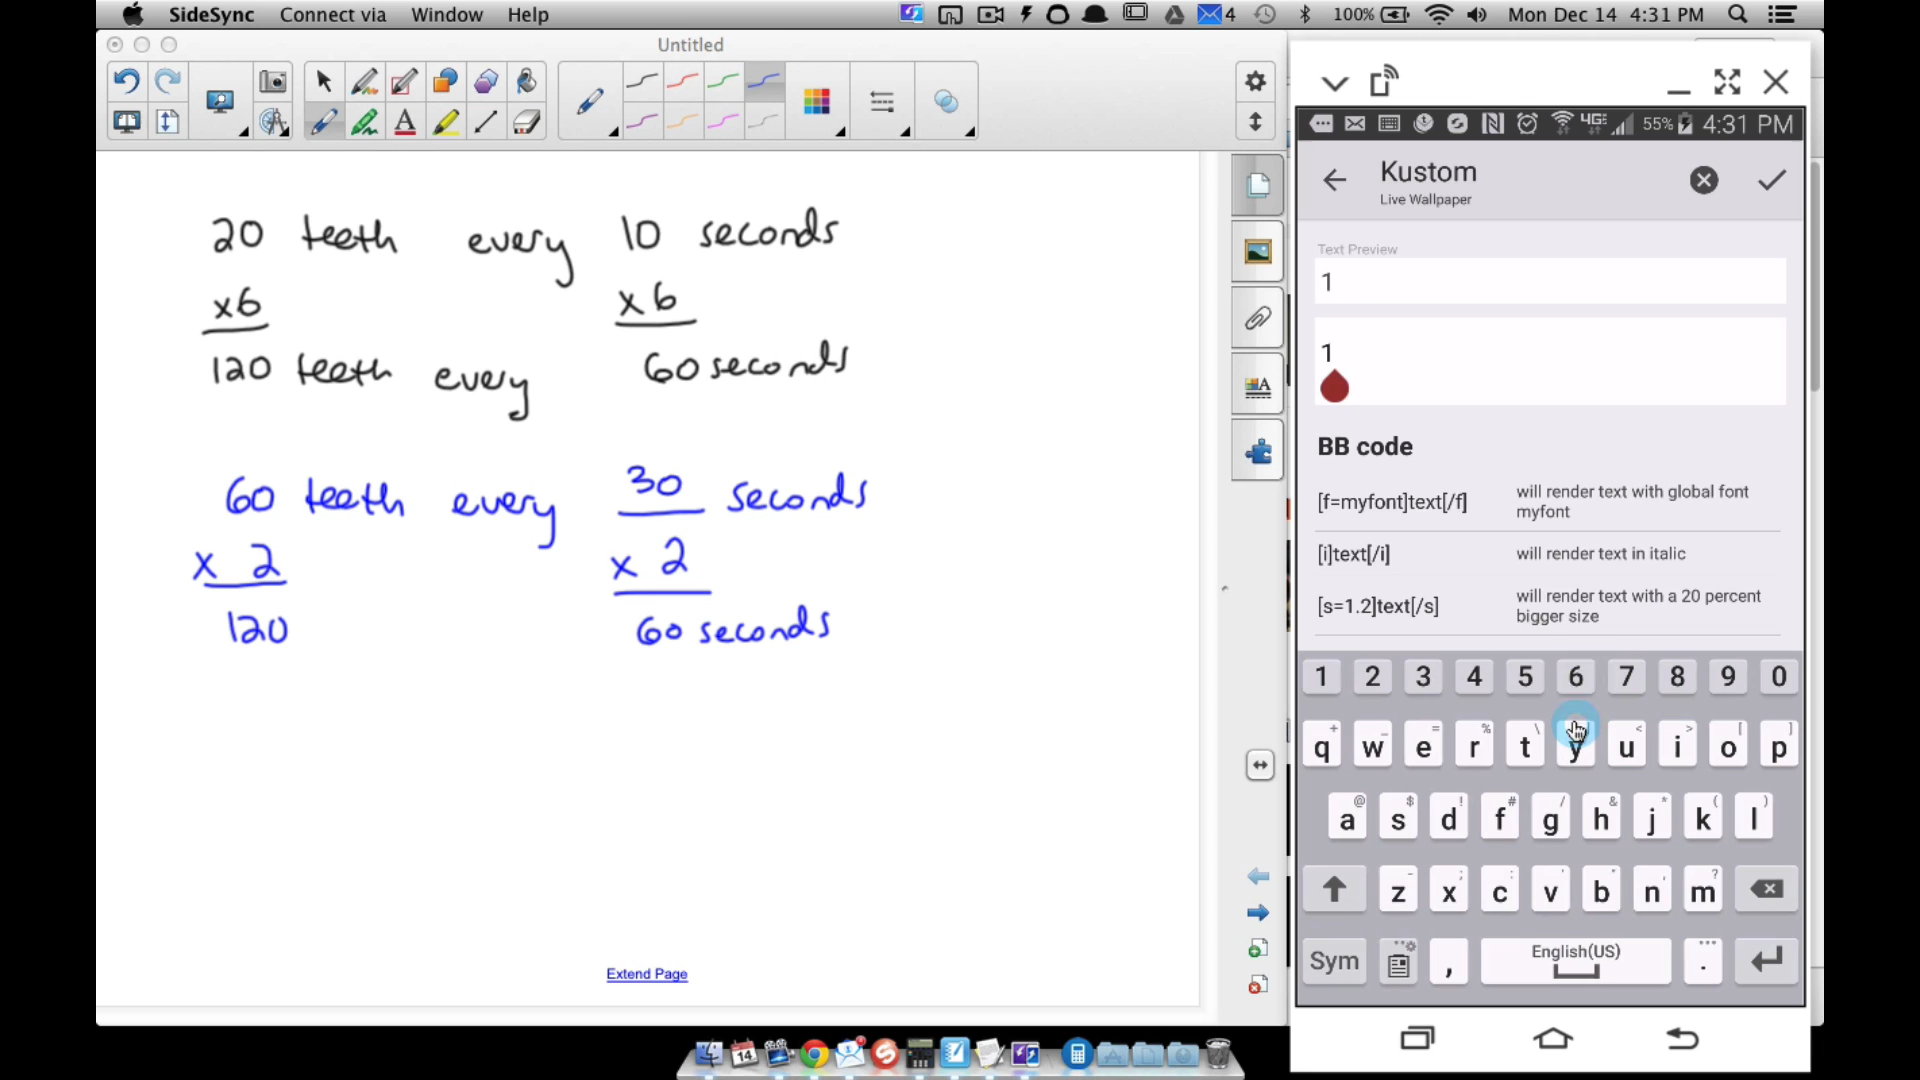 SideSync Connect via Window Help
4 100% Mon Dec 14 4:31 PM
Untitled
20 teeth every 10 seconds
x6 x 6
120 teeth every 60 seconds
60 teeth every 30 seconds
x 2 x 2
120 60 seconds
Extend Page
14
4G 55% 4:31 PM
Kustom
Live Wallpaper
Text Preview
1
1
BB code
[f=myfont]text[/f] will render text with global font
myfont
[i]text[/i] will render text in italic
[s=1.2]text[/s] will render text with a 20 percent
bigger size
1 2 3 4 5 6 7 8 9 0
+ _ = % \ < > [ ]
q w e r t y u i o p
@ $ ! # / & * ( )
a s d f g h j k l
- ' : " , ?
z x c v b n m
Sym , English(US) .